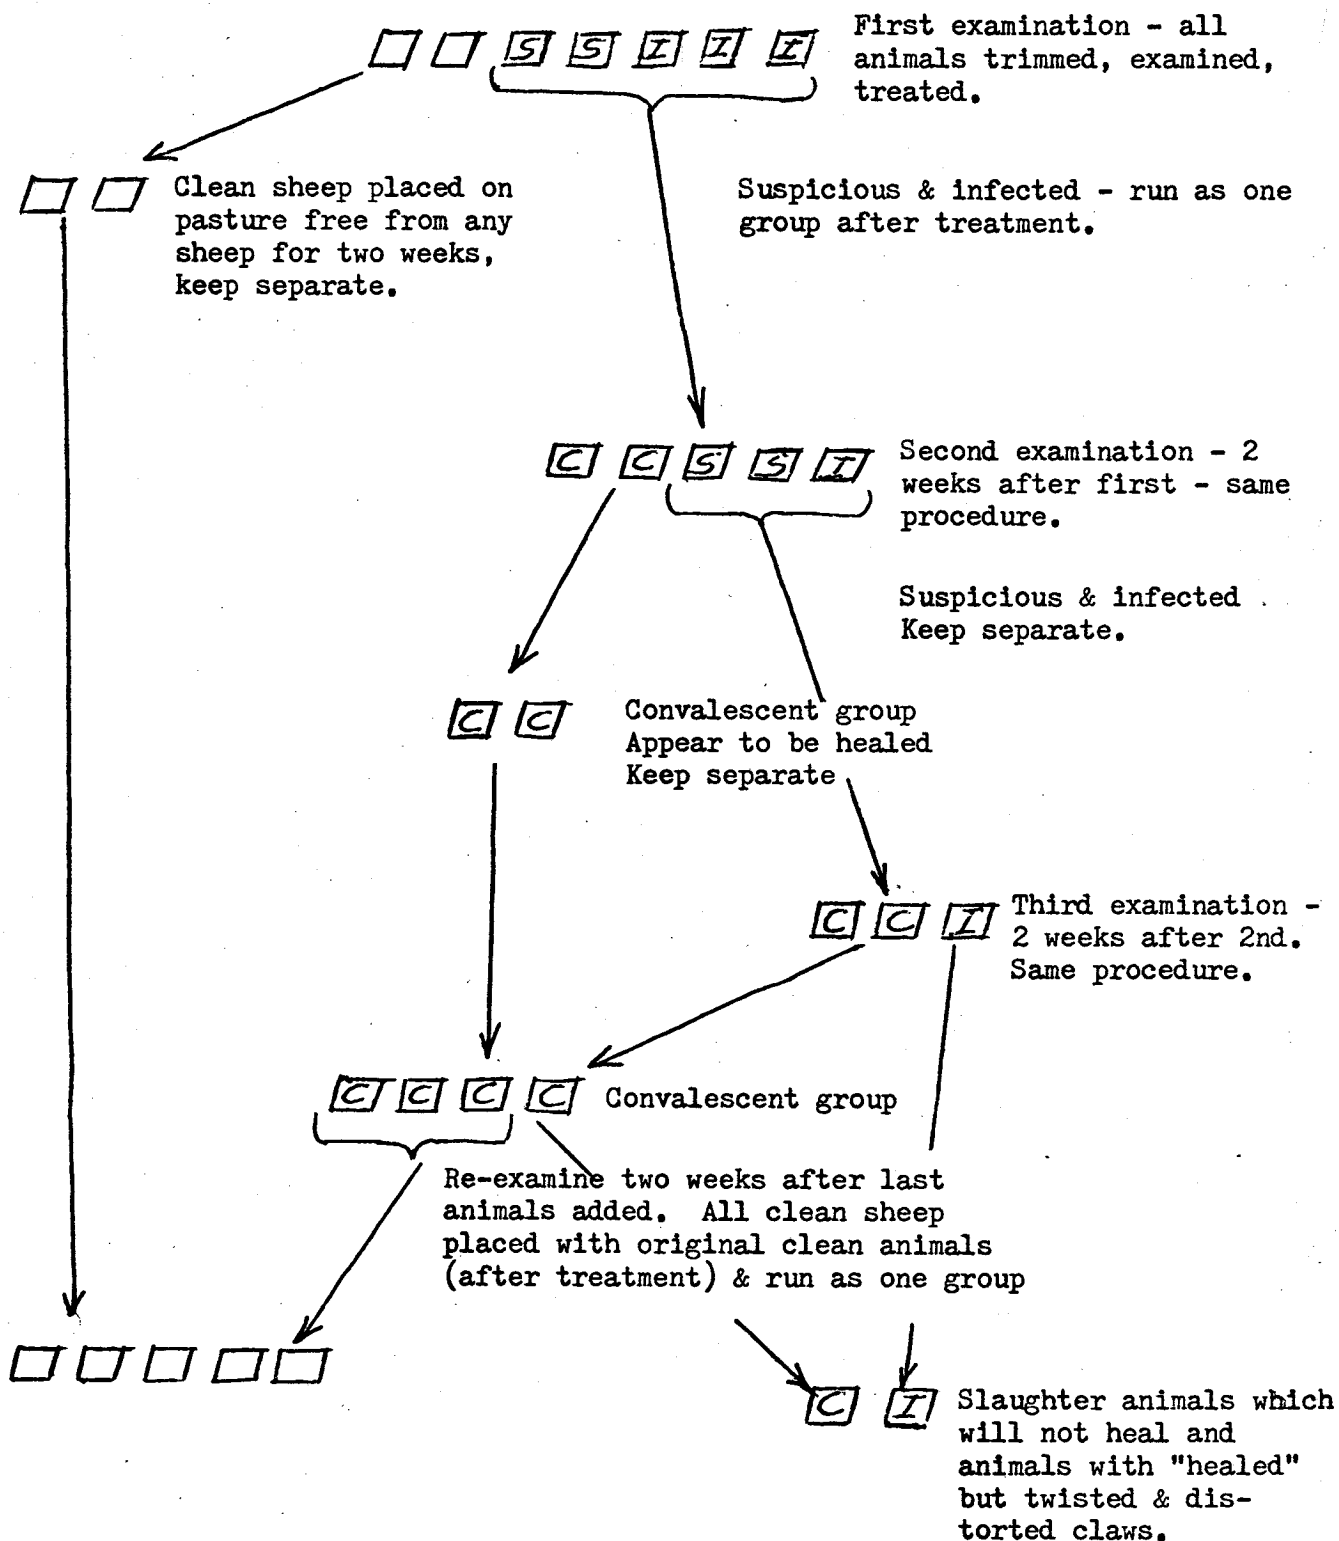 S S I I I
First examination - all
animals trimmed, examined,
treated.
Clean sheep placed on
pasture free from any
sheep for two weeks,
keep separate.
Suspicious & infected - run as one
group after treatment.
C C S S I
Second examination - 2
weeks after first - same
procedure.
Suspicious & infected
Keep separate.
C C
Convalescent group
Appear to be healed
Keep separate
C C I
Third examination -
2 weeks after 2nd.
Same procedure.
C C C C
Convalescent group
Re-examine two weeks after last
animals added. All clean sheep
placed with original clean animals
(after treatment) & run as one group
C I
Slaughter animals which
will not heal and
animals with "healed"
but twisted & dis-
torted claws.